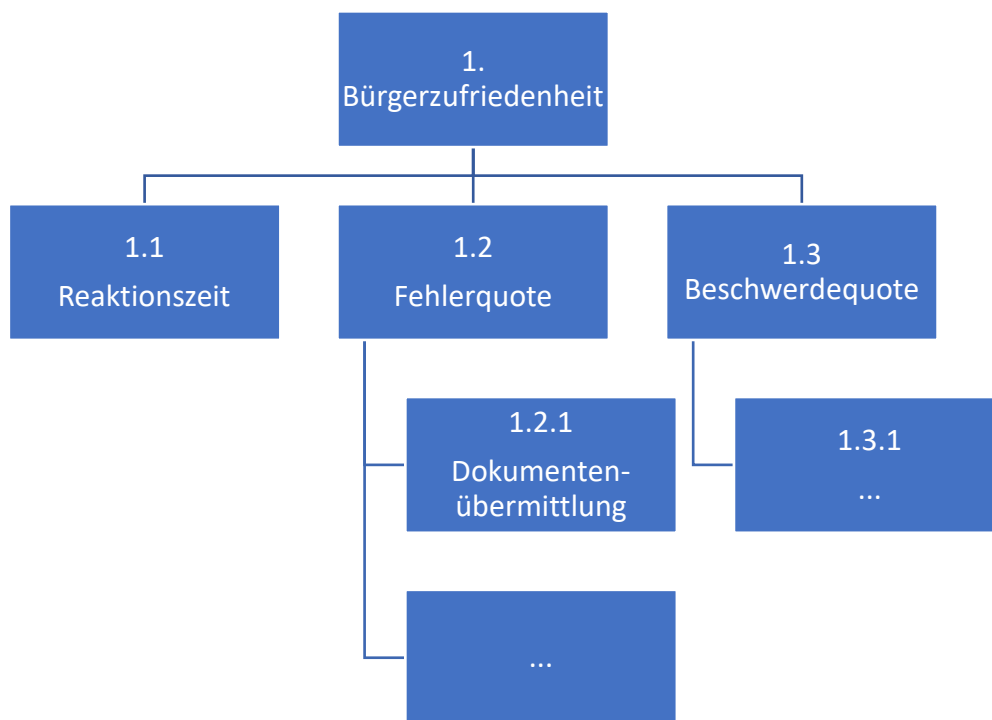 1.
Bürgerzufriedenheit
1.1
Reaktionszeit
1.2
Fehlerquote
1.3
Beschwerdequote
1.2.1
Dokumenten-
übermittlung
1.3.1
...
...